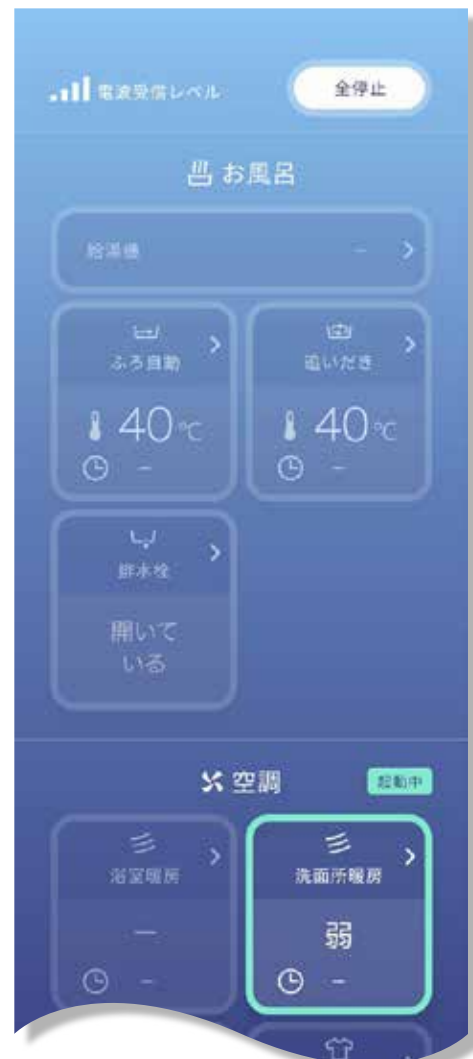 電波受信レベル
全停止
お風呂
給湯機 －
ふろ自動
40℃
－
追いだき
40℃
－
排水栓
開いて
いる
空調
起動中
浴室暖房
－
－
洗面所暖房
弱
－